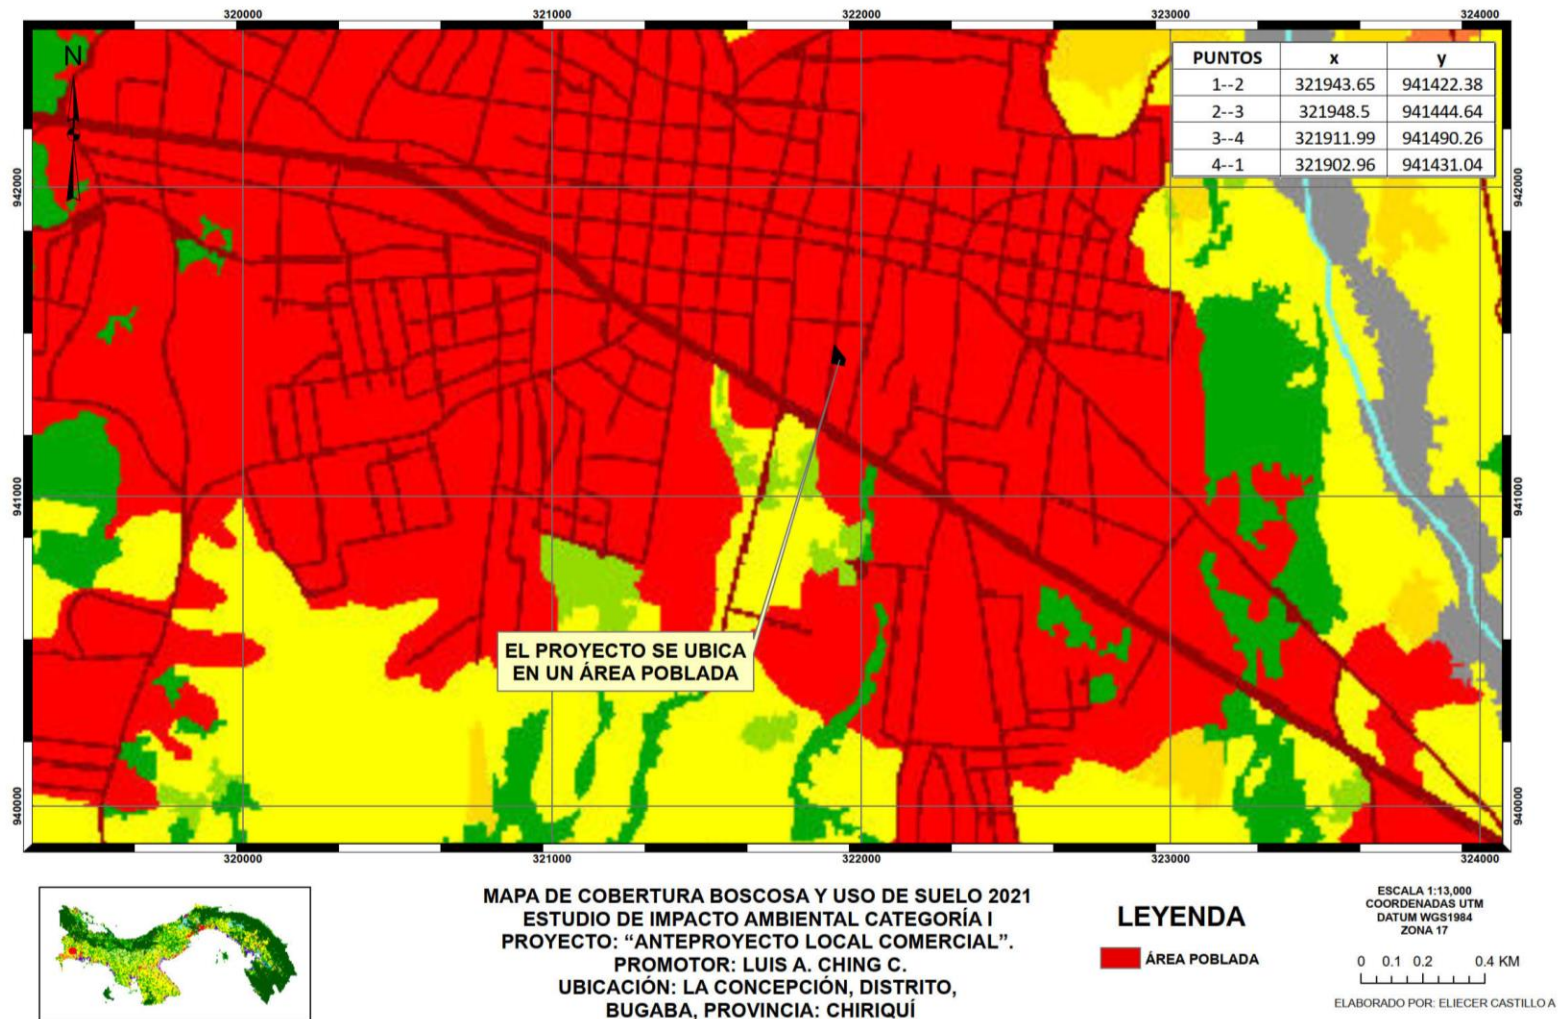 320000 321000 322000 323000 324000
N
PUNTOS x y
1--2 321943.65 941422.38
2--3 321948.5 941444.64
3--4 321911.99 941490.26
4--1 321902.96 941431.04
942000 942000
941000 941000
EL PROYECTO SE UBICA
EN UN ÁREA POBLADA
940000 940000
320000 321000 322000 323000 324000
MAPA DE COBERTURA BOSCOSA Y USO DE SUELO 2021
ESTUDIO DE IMPACTO AMBIENTAL CATEGORÍA I
PROYECTO: “ANTEPROYECTO LOCAL COMERCIAL”.
PROMOTOR: LUIS A. CHING C.
UBICACIÓN: LA CONCEPCIÓN, DISTRITO,
BUGABA, PROVINCIA: CHIRIQUÍ
LEYENDA
ÁREA POBLADA
ESCALA 1:13,000
COORDENADAS UTM
DATUM WGS1984
ZONA 17
0 0.1 0.2 0.4 KM
ELABORADO POR: ELIECER CASTILLO A